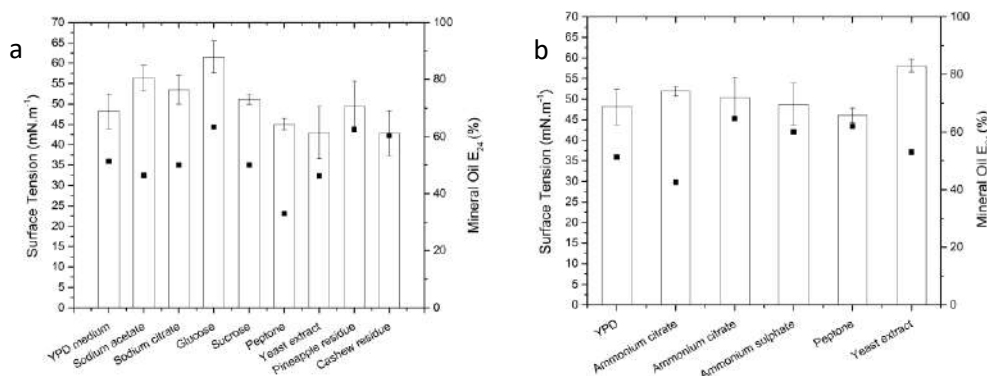 a
Surface Tension (mN.m⁻¹)
70
65
60
55
50
45
40
35
30
25
20
15
10
5
0
100
80
60
40
20
0
Mineral Oil E₂₄ (%)
YPD medium
Sodium acetate
Sodium citrate
Glucose
Sucrose
Peptone
Yeast extract
Pineapple residue
Cashew residue
b
Surface Tension (mN.m⁻¹)
70
65
60
55
50
45
40
35
30
25
20
15
10
5
0
100
80
60
40
20
0
Mineral Oil E (%)
YPD
Ammonium citrate
Ammonium citrate
Ammonium sulphate
Peptone
Yeast extract